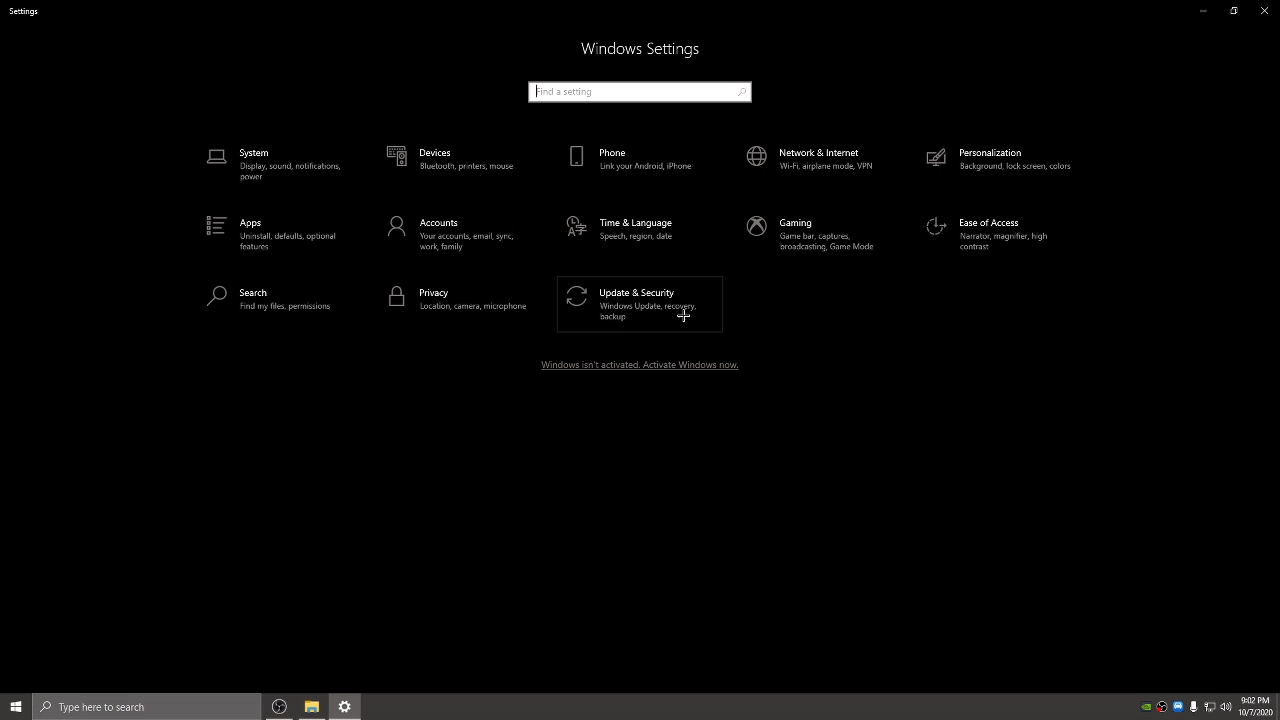 Settings
Windows Settings
Find a setting
System
Display, sound, notifications,
power
Devices
Bluetooth, printers, mouse
Phone
Link your Android, iPhone
Network & Internet
Wi-Fi, airplane mode, VPN
Personalization
Background, lock screen, colors
Apps
Uninstall, defaults, optional
features
Accounts
Your accounts, email, sync,
work, family
Time & Language
Speech, region, date
Gaming
Game bar, captures,
broadcasting, Game Mode
Ease of Access
Narrator, magnifier, high
contrast
Search
Find my files, permissions
Privacy
Location, camera, microphone
Update & Security
Windows Update, recovery,
backup
Windows isn't activated. Activate Windows now.
Type here to search
9:02 PM
10/7/2020